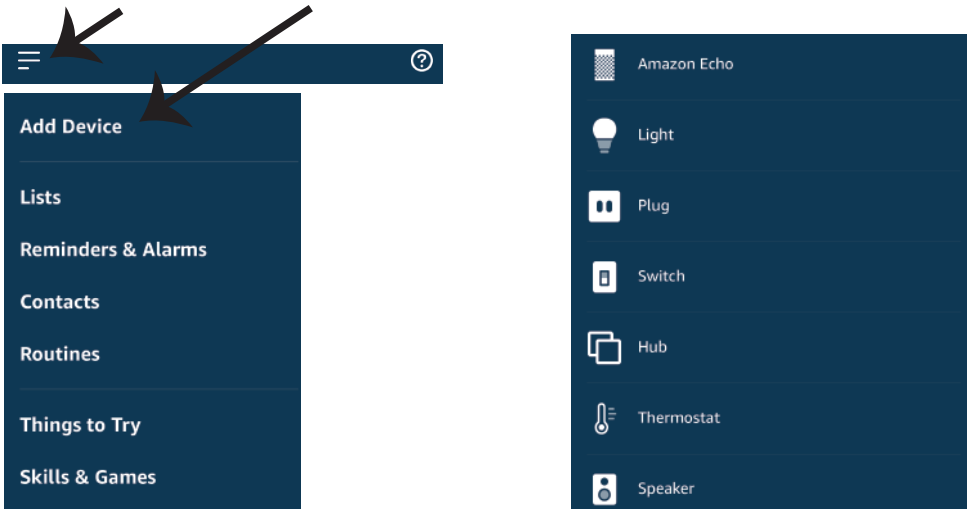 Add Device
Lists
Reminders & Alarms
Contacts
Routines
Things to Try
Skills & Games
Amazon Echo
Light
Plug
Switch
Hub
Thermostat
Speaker